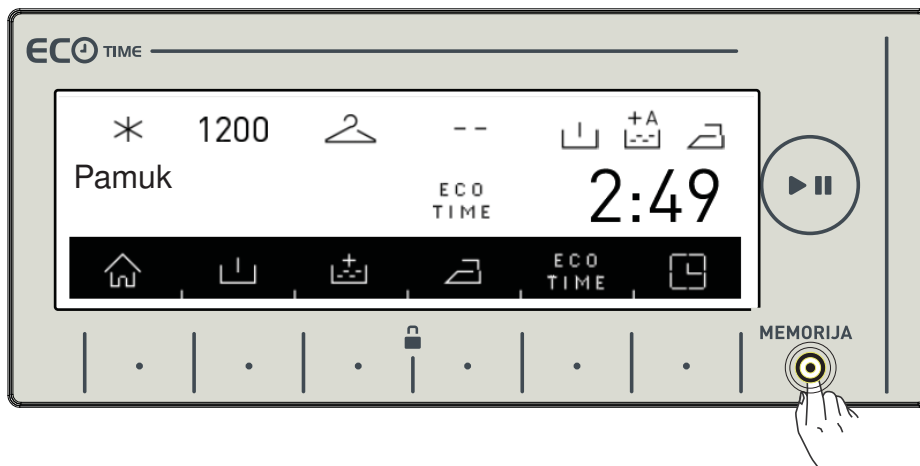 ECO TIME
1200 -- +A
Pamuk
ECO
TIME
2:49
ECO
TIME
MEMORIJA